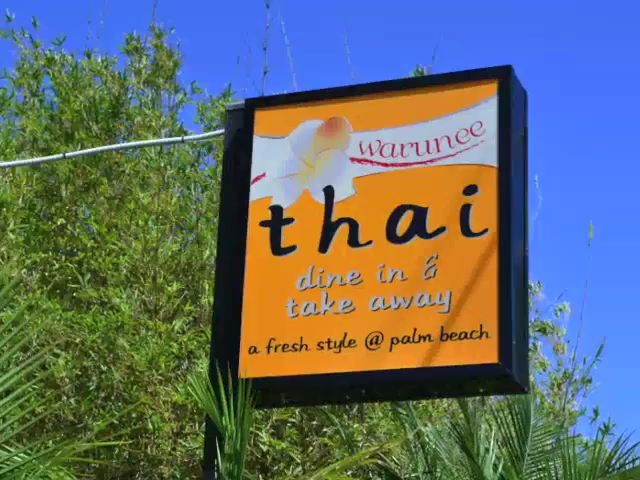 warunee
thai
dine in &
take away
a fresh style @ palm beach